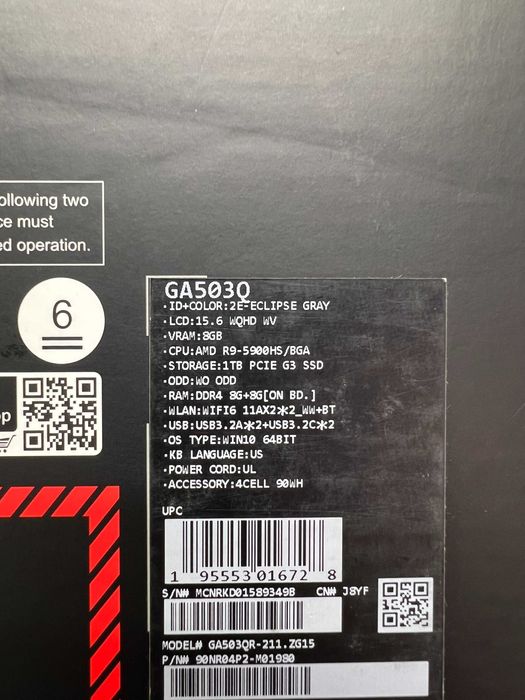 ollowing two
ce must
ed operation.
6
op
GA503Q
·ID+COLOR:2E-ECLIPSE GRAY
·LCD:15.6 WQHD WV
·VRAM:8GB
·CPU:AMD R9-5900HS/BGA
·STORAGE:1TB PCIE G3 SSD
·ODD:WO ODD
·RAM:DDR4 8G+8G[ON BD.]
·WLAN:WIFI6 11AX2*2_WW+BT
·USB:USB3.2A*2+USB3.2C*2
·OS TYPE:WIN10 64BIT
·KB LANGUAGE:US
·POWER CORD:UL
·ACCESSORY:4CELL 90WH
UPC
1 95553 01672 8
S/N# MCNRKD01589349B CN# J8YF
MODEL# GA503QR-211.ZG15
P/N# 90NR04P2-M01980